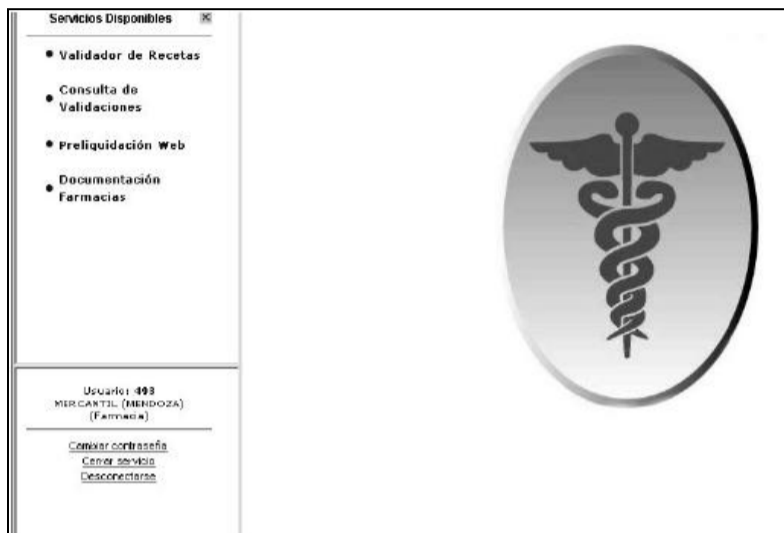 Servicios Disponibles
Validador de Recetas
Consulta de
Validaciones
Preliquidación Web
Documentación
Farmacias
Usuario: 493
MERCANTIL (MENDOZA)
(Farmacia)
Cambiar contraseña
Cerrar servicio
Desconectarse